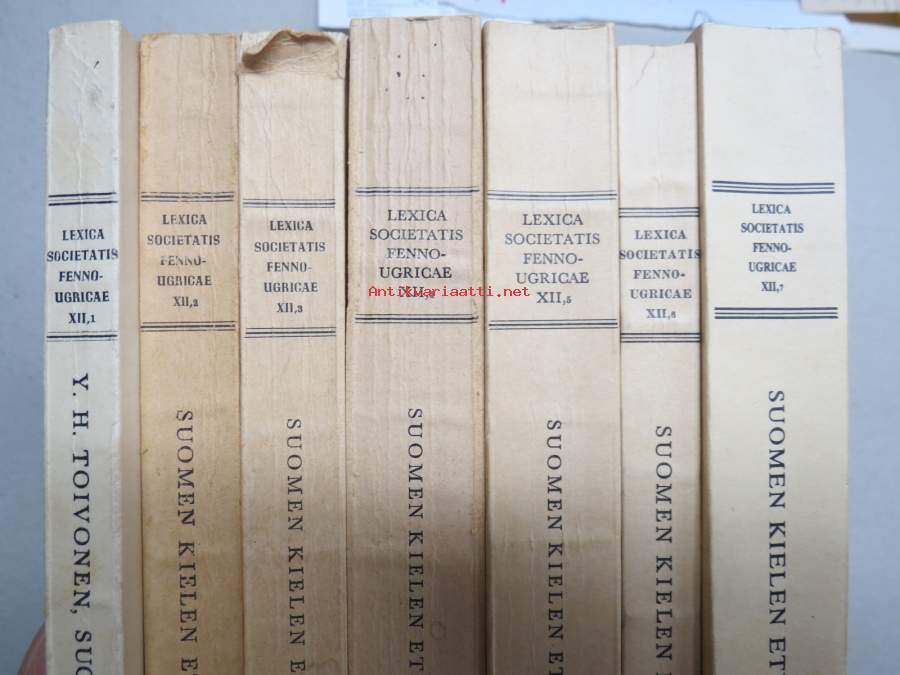 LEXICA
SOCIETATIS
FENNO-
UGRICAE
XII,1
Y. H. TOIVONEN, SUO
LEXICA
SOCIETATIS
FENNO-
UGRICAE
XII,2
SUOMEN KIELEN ET
LEXICA
SOCIETATIS
FENNO-
UGRICAE
XII,3
SUOMEN KIELEN E
LEXICA
SOCIETATIS
FENNO-
UGRICAE
SUOMEN KIELEN ET
LEXICA
SOCIETATIS
FENNO-
UGRICAE
XII,5
SUOMEN KIELEN ET
LEXICA
SOCIETATIS
FENNO-
UGRICAE
XII,6
SUOMEN KIELEN
LEXICA
SOCIETATIS
FENNO-
UGRICAE
XII,7
SUOMEN KIELEN ET
AntiKvariaatti.net